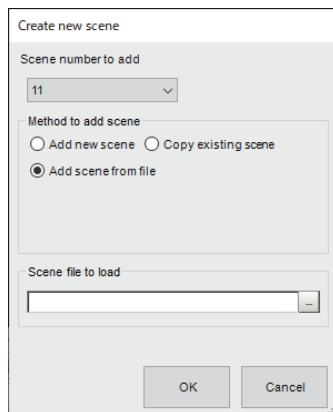 Create new scene
Scene number to add
11
Method to add scene
Add new scene Copy existing scene
Add scene from file
Scene file to load
...
OK Cancel